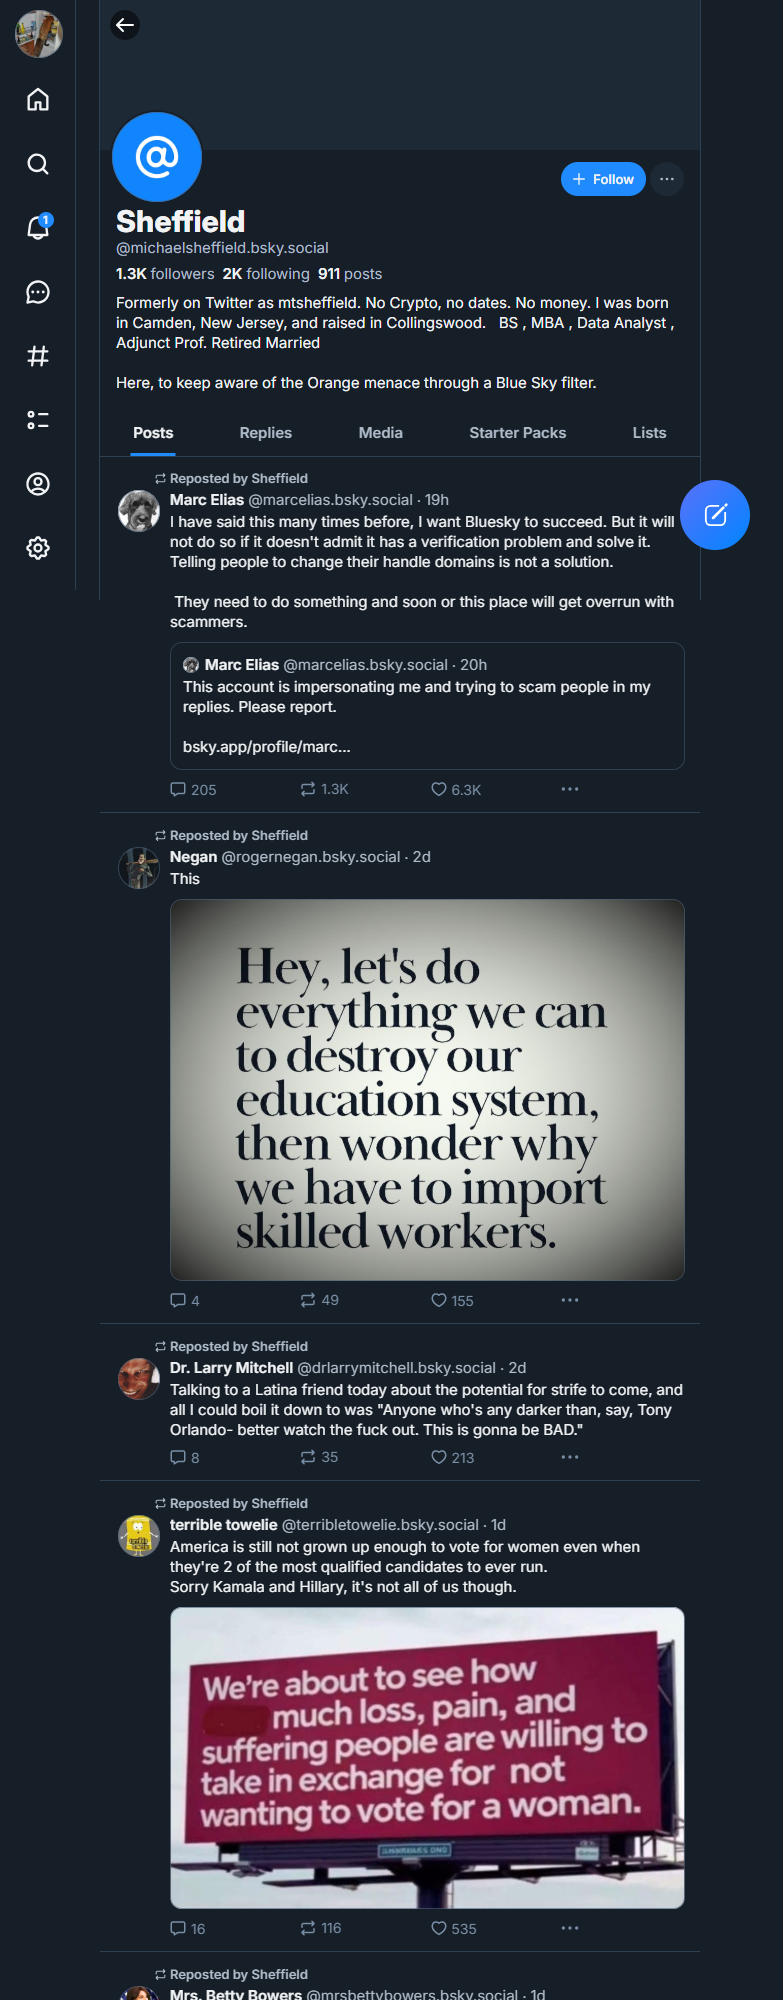 @
+ Follow
Sheffield
@michaelsheffield.bsky.social
1.3K followers 2K following 911 posts
Formerly on Twitter as mtsheffield. No Crypto, no dates. No money. I was born
in Camden, New Jersey, and raised in Collingswood. BS , MBA , Data Analyst ,
Adjunct Prof. Retired Married
Here, to keep aware of the Orange menace through a Blue Sky filter.
1
Posts Replies Media Starter Packs Lists
Reposted by Sheffield
Marc Elias @marcelias.bsky.social · 19h
I have said this many times before, I want Bluesky to succeed. But it will
not do so if it doesn't admit it has a verification problem and solve it.
Telling people to change their handle domains is not a solution.
They need to do something and soon or this place will get overrun with
scammers.
Marc Elias @marcelias.bsky.social · 20h
This account is impersonating me and trying to scam people in my
replies. Please report.
bsky.app/profile/marc...
205 1.3K 6.3K
Reposted by Sheffield
Negan @rogernegan.bsky.social · 2d
This
Hey, let's do
everything we can
to destroy our
education system,
then wonder why
we have to import
skilled workers.
4 49 155
Reposted by Sheffield
Dr. Larry Mitchell @drlarrymitchell.bsky.social · 2d
Talking to a Latina friend today about the potential for strife to come, and
all I could boil it down to was "Anyone who's any darker than, say, Tony
Orlando- better watch the fuck out. This is gonna be BAD."
8 35 213
Reposted by Sheffield
terrible towelie @terribletowelie.bsky.social · 1d
America is still not grown up enough to vote for women even when
they're 2 of the most qualified candidates to ever run.
Sorry Kamala and Hillary, it's not all of us though.
We're about to see how
much loss, pain, and
suffering people are willing to
take in exchange for not
wanting to vote for a woman.
16 116 535
Reposted by Sheffield
Mrs. Betty Bowers @mrsbettybowers.bsky.social · 1d